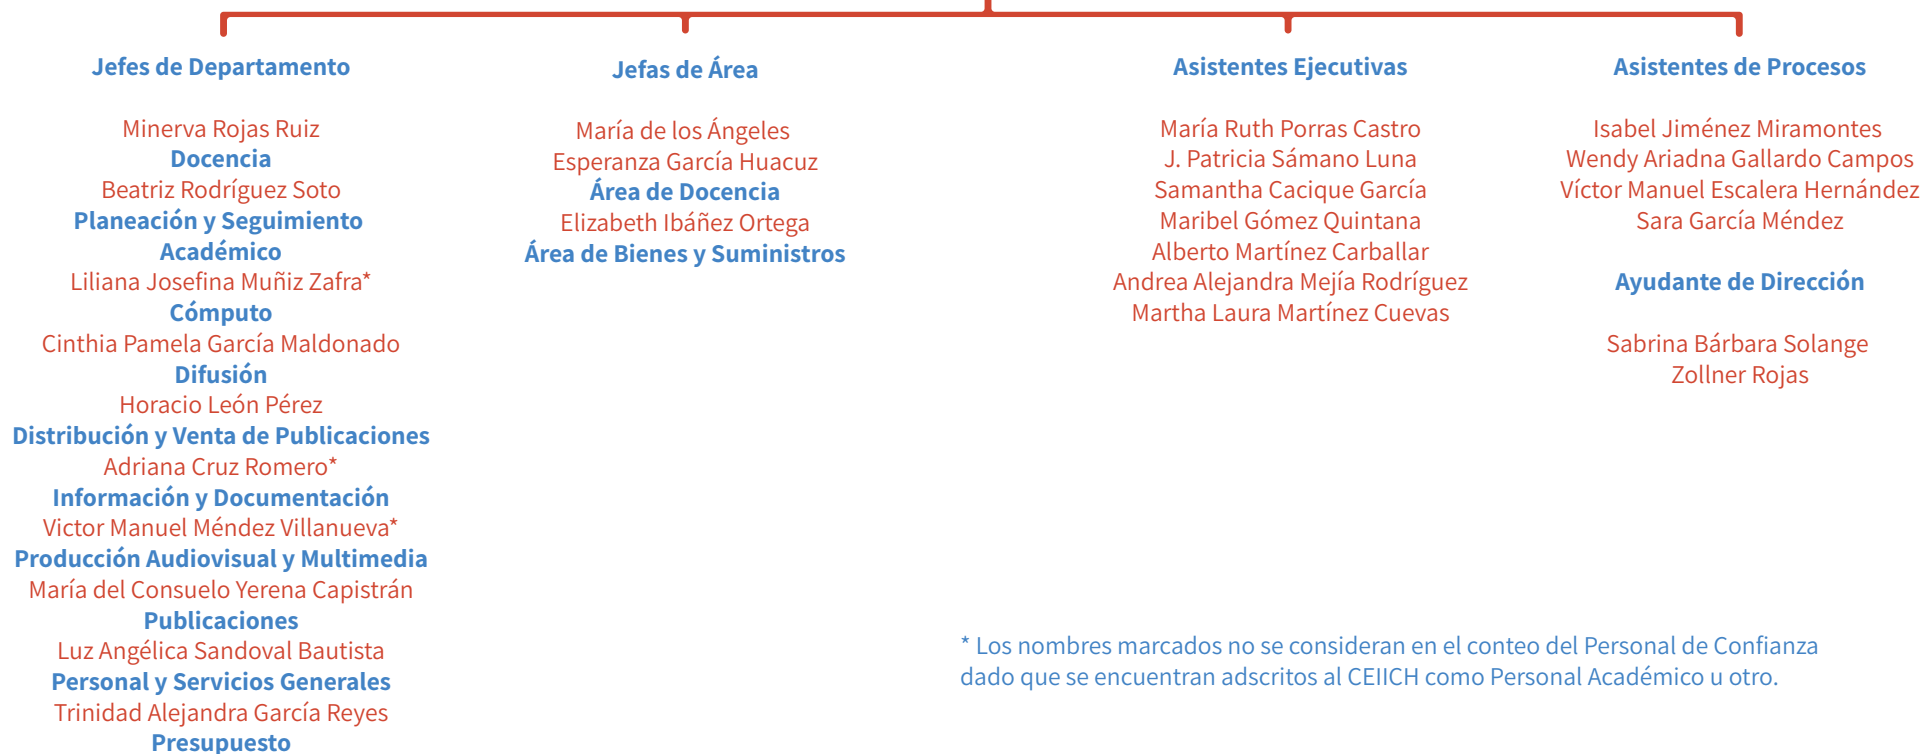 Jefes de Departamento
Minerva Rojas Ruiz
Docencia
Beatriz Rodríguez Soto
Planeación y Seguimiento
Académico
Liliana Josefina Muñiz Zafra*
Cómputo
Cinthia Pamela García Maldonado
Difusión
Horacio León Pérez
Distribución y Venta de Publicaciones
Adriana Cruz Romero*
Información y Documentación
Victor Manuel Méndez Villanueva*
Producción Audiovisual y Multimedia
María del Consuelo Yerena Capistrán
Publicaciones
Luz Angélica Sandoval Bautista
Personal y Servicios Generales
Trinidad Alejandra García Reyes
Presupuesto
Jefas de Área
María de los Ángeles
Esperanza García Huacuz
Área de Docencia
Elizabeth Ibáñez Ortega
Área de Bienes y Suministros
Asistentes Ejecutivas
María Ruth Porras Castro
J. Patricia Sámano Luna
Samantha Cacique García
Maribel Gómez Quintana
Alberto Martínez Carballar
Andrea Alejandra Mejía Rodríguez
Martha Laura Martínez Cuevas
Asistentes de Procesos
Isabel Jiménez Miramontes
Wendy Ariadna Gallardo Campos
Víctor Manuel Escalera Hernández
Sara García Méndez
Ayudante de Dirección
Sabrina Bárbara Solange
Zollner Rojas
* Los nombres marcados no se consideran en el conteo del Personal de Confianza
dado que se encuentran adscritos al CEIICH como Personal Académico u otro.